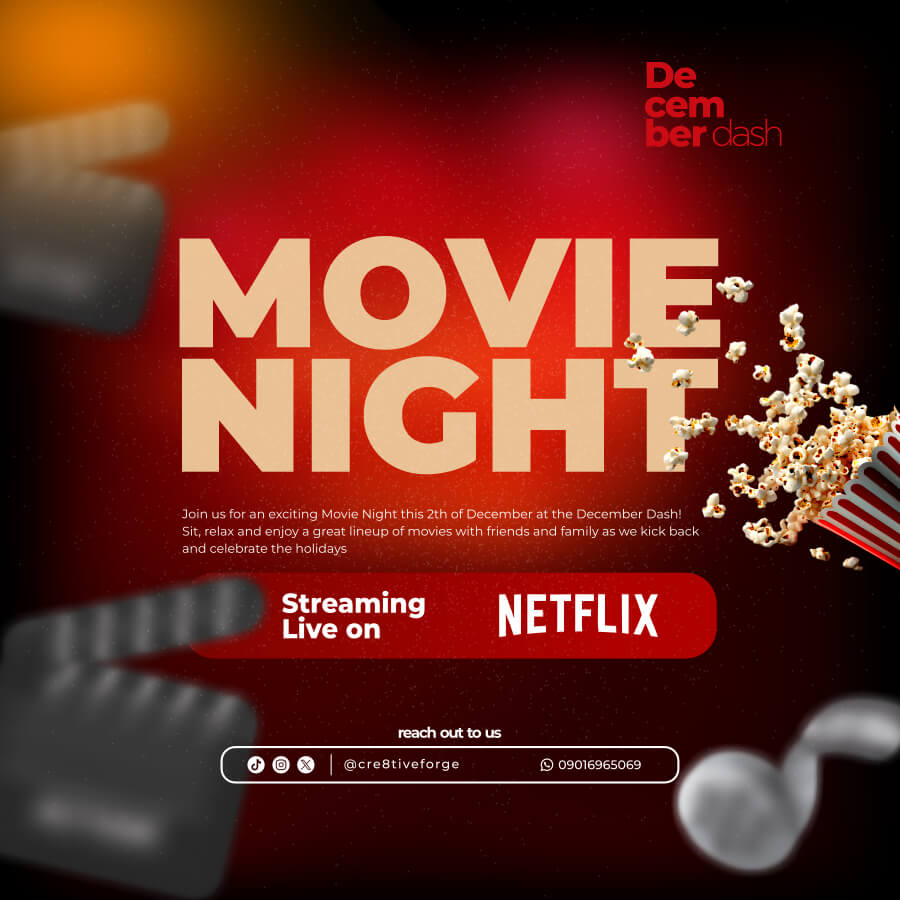 De
cem
ber dash
MOVIE
NIGHT
Join us for an exciting Movie Night this 2th of December at the December Dash!
Sit, relax and enjoy a great lineup of movies with friends and family as we kick back
and celebrate the holidays
Streaming
Live on
NETFLIX
reach out to us
@cre8tiveforge
09016965069